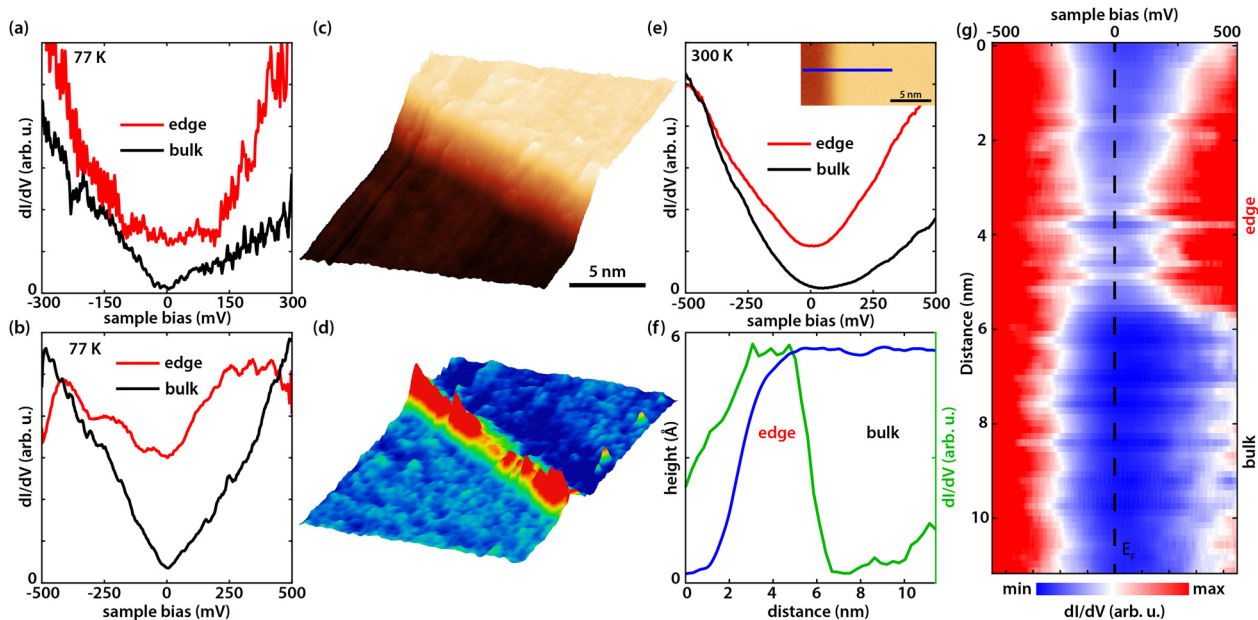 (a)
77 K
edge
bulk
dI/dV (arb. u.)
0
-300 -150 0 150 300
sample bias (mV)
(b)
77 K
edge
bulk
dI/dV (arb. u.)
0
-500 -250 0 250 500
sample bias (mV)
(c)
5 nm
(d)
(e)
300 K
5 nm
edge
bulk
dI/dV (arb. u.)
0
-500 -250 0 250 500
sample bias (mV)
(f)
6
height (Å)
edge
bulk
dI/dV (arb. u.)
0
0 2 4 6 8 10
distance (nm)
(g)
sample bias (mV)
-500 0 500
0
2
4
6
8
10
Distance (nm)
edge
bulk
EF
min max
dI/dV (arb. u.)